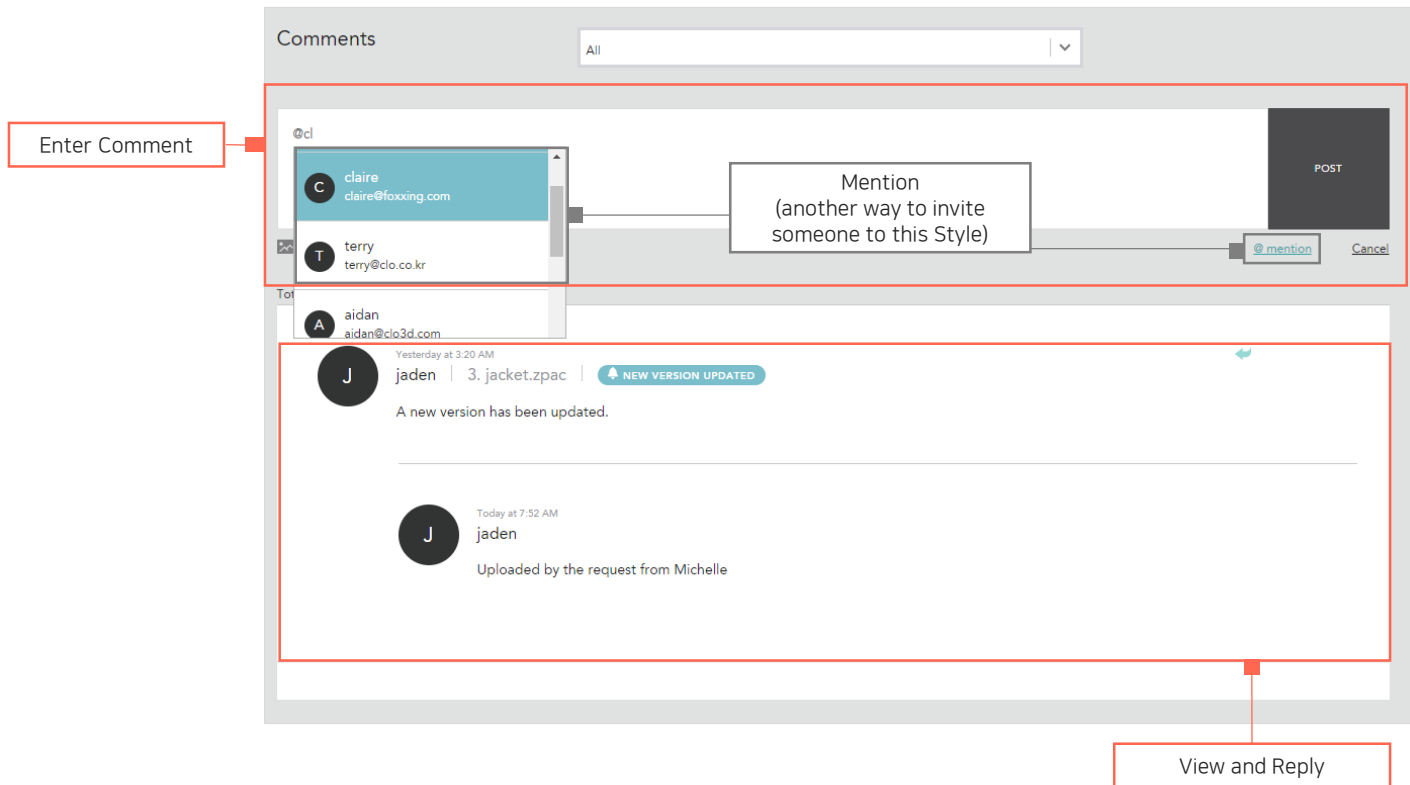 Comments
All
Enter Comment
@cl
C
claire
claire@foxxing.com
T
terry
terry@clo.co.kr
A
aidan
aidan@clo3d.com
Mention
(another way to invite
someone to this Style)
POST
@ mention
Cancel
Yesterday at 3:20 AM
J
jaden
3. jacket.zpac
NEW VERSION UPDATED
A new version has been updated.
Today at 7:52 AM
J
jaden
Uploaded by the request from Michelle
View and Reply